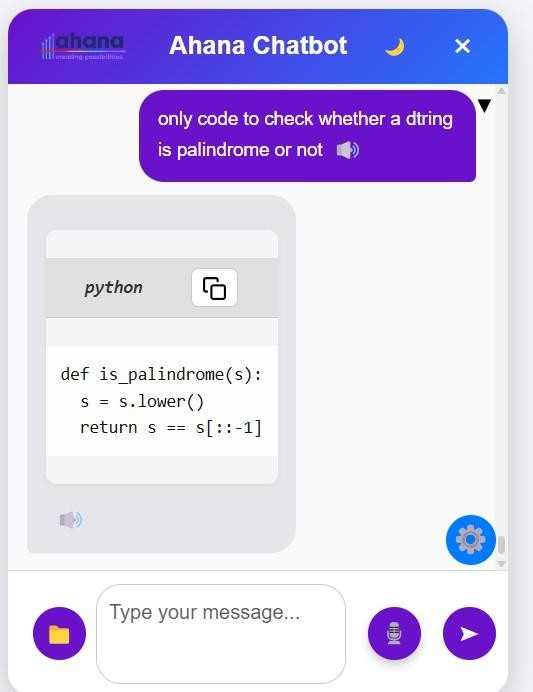 ahana
creating possibilities
Ahana Chatbot
only code to check whether a dtring
is palindrome or not
python
def is_palindrome(s):
  s = s.lower()
  return s == s[::-1]
Type your message...